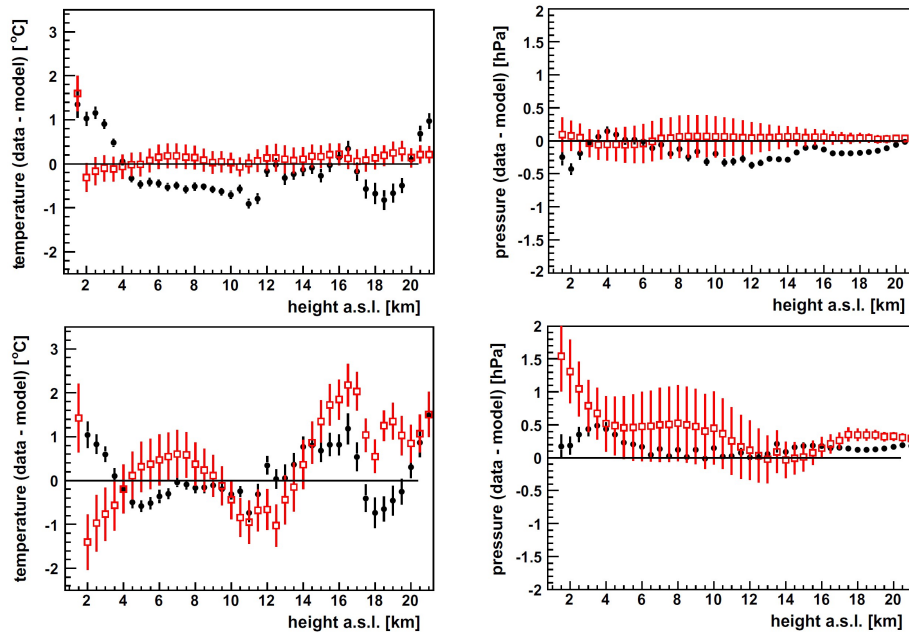 temperature (data - model) [°C]
3
2
1
0
-1
-2
2 4 6 8 10 12 14 16 18 20
height a.s.l. [km]
pressure (data - model) [hPa]
2
1.5
1
0.5
0
-0.5
-1
-1.5
-2
2 4 6 8 10 12 14 16 18 20
height a.s.l. [km]
temperature (data - model) [°C]
3
2
1
0
-1
-2
2 4 6 8 10 12 14 16 18 20
height a.s.l. [km]
pressure (data - model) [hPa]
2
1.5
1
0.5
0
-0.5
-1
-1.5
-2
2 4 6 8 10 12 14 16 18 20
height a.s.l. [km]